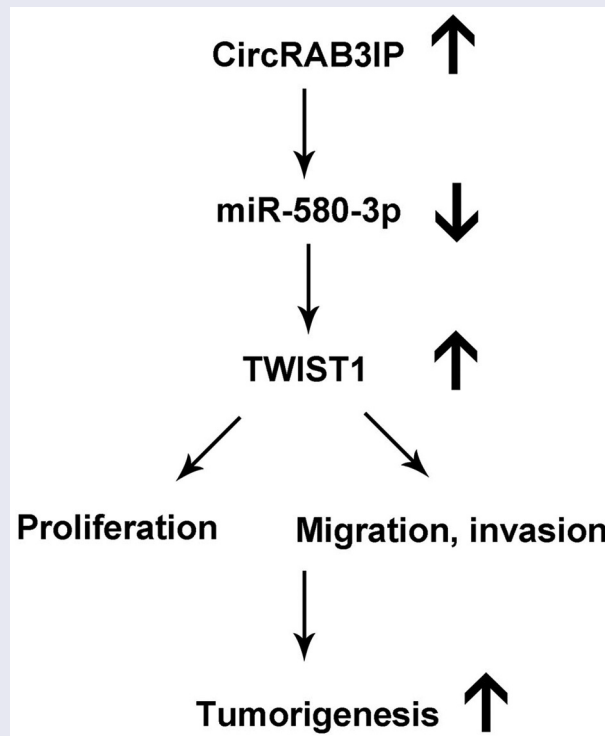 CircRAB3IP
miR-580-3p
TWIST1
Proliferation
Migration, invasion
Tumorigenesis